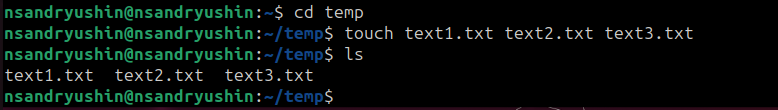 nsandryushin@nsandryushin:~$ cd temp
nsandryushin@nsandryushin:~/temp$ touch text1.txt text2.txt text3.txt
nsandryushin@nsandryushin:~/temp$ ls
text1.txt  text2.txt  text3.txt
nsandryushin@nsandryushin:~/temp$